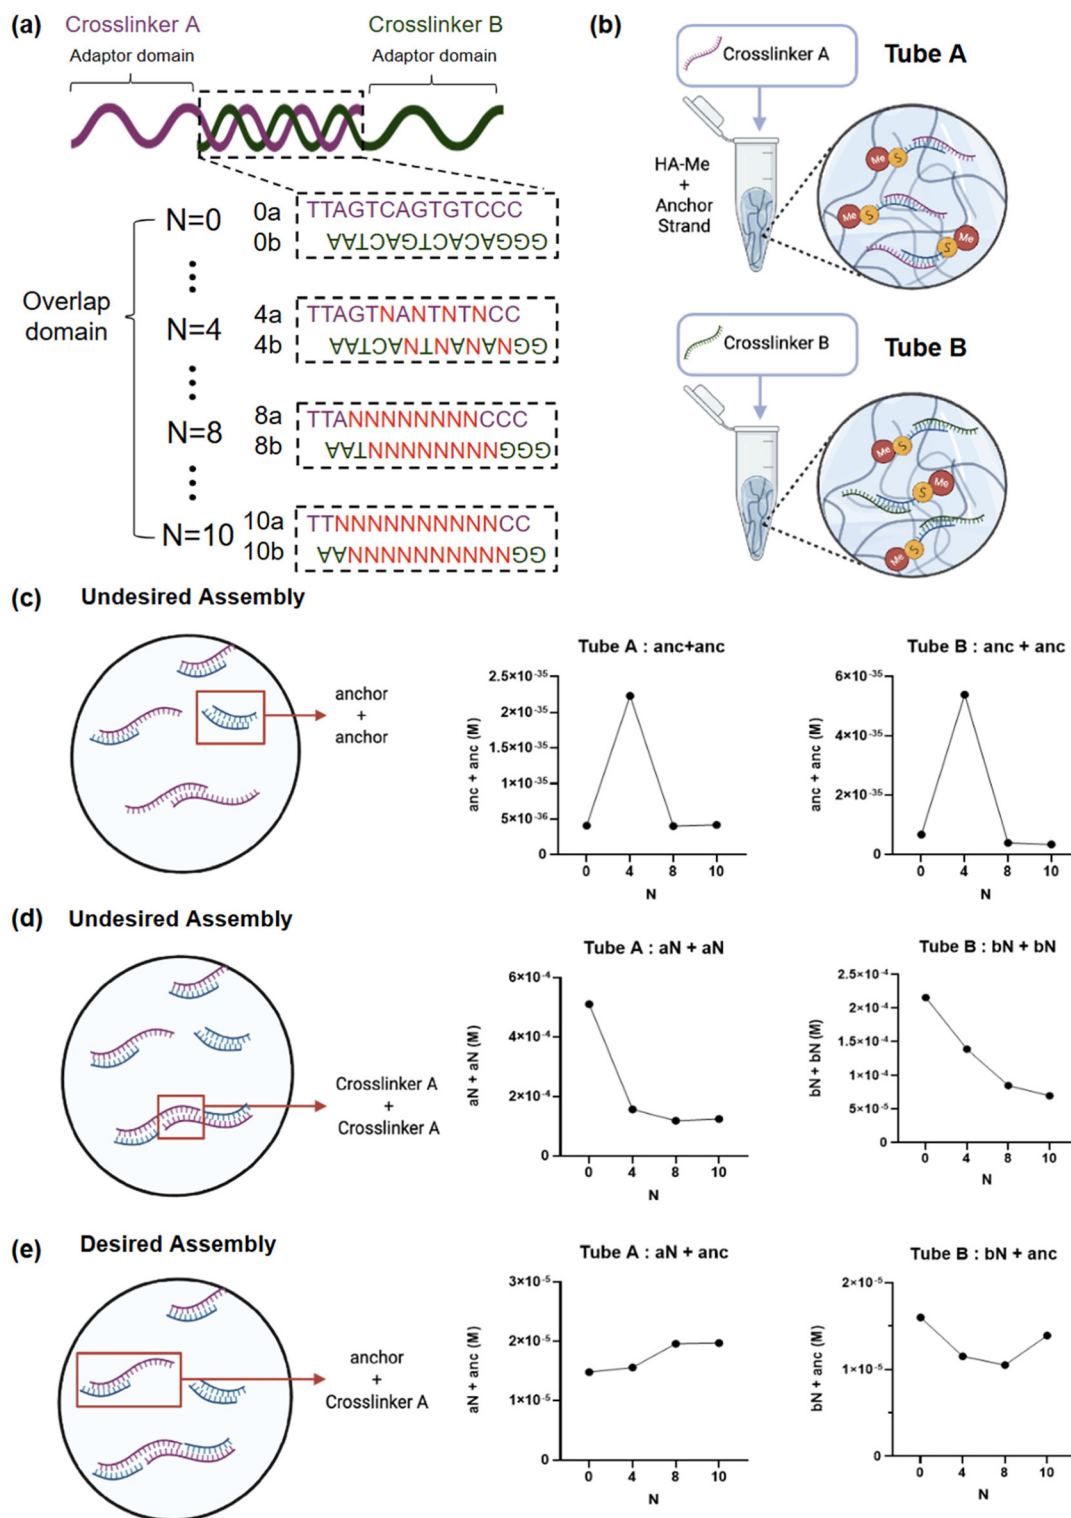 (a)
Crosslinker A
Crosslinker B
Adaptor domain
Adaptor domain
Overlap
domain
N=0
0a TTAGTCAGTGTCCC
0b GGGACACTGACTAA
N=4
4a TTAGTNANTNTNCC
4b GGNANANTNACTAA
N=8
8a TTANNNNNNNNCCC
8b GGGNNNNNNNNTAA
N=10
10a TTNNNNNNNNNNCC
10b GGNNNNNNNNNNAA
(b)
Crosslinker A
Tube A
HA-Me
+
Anchor
Strand
Me S
Me S
Me S
Crosslinker B
Tube B
Me S
Me S
Me S
(c)
Undesired Assembly
anchor
+
anchor
Tube A : anc+anc
anc + anc (M)
2.5×10⁻³⁵
2×10⁻³⁵
1.5×10⁻³⁵
1×10⁻³⁵
5×10⁻³⁶
0
0 4 8 10
N
Tube B : anc + anc
anc + anc (M)
6×10⁻³⁵
4×10⁻³⁵
2×10⁻³⁵
0
0 4 8 10
N
(d)
Undesired Assembly
Crosslinker A
+
Crosslinker A
Tube A : aN + aN
aN + aN (M)
6×10⁻⁴
4×10⁻⁴
2×10⁻⁴
0
0 4 8 10
N
Tube B : bN + bN
bN + bN (M)
2.5×10⁻⁴
2×10⁻⁴
1.5×10⁻⁴
1×10⁻⁴
5×10⁻⁵
0
0 4 8 10
N
(e)
Desired Assembly
anchor
+
Crosslinker A
Tube A : aN + anc
aN + anc (M)
3×10⁻⁵
2×10⁻⁵
1×10⁻⁵
0
0 4 8 10
N
Tube B : bN + anc
bN + anc (M)
2×10⁻⁵
1×10⁻⁵
0
0 4 8 10
N